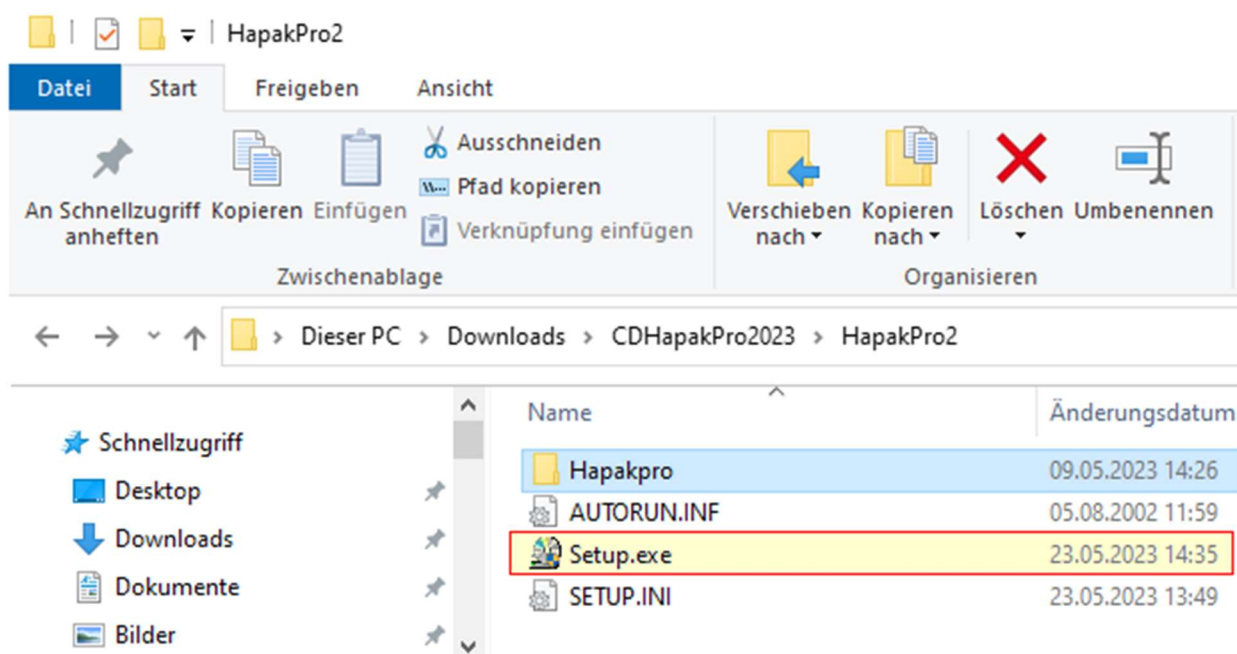 HapakPro2
Datei Start Freigeben Ansicht
An Schnellzugriff anheften
Kopieren
Einfügen
Ausschneiden
Pfad kopieren
Verknüpfung einfügen
Zwischenablage
Verschieben nach
Kopieren nach
Löschen
Umbenennen
Organisieren
Dieser PC > Downloads > CDHapakPro2023 > HapakPro2
Name Änderungsdatum
Schnellzugriff
Desktop
Downloads
Dokumente
Bilder
Hapakpro 09.05.2023 14:26
AUTORUN.INF 05.08.2002 11:59
Setup.exe 23.05.2023 14:35
SETUP.INI 23.05.2023 13:49